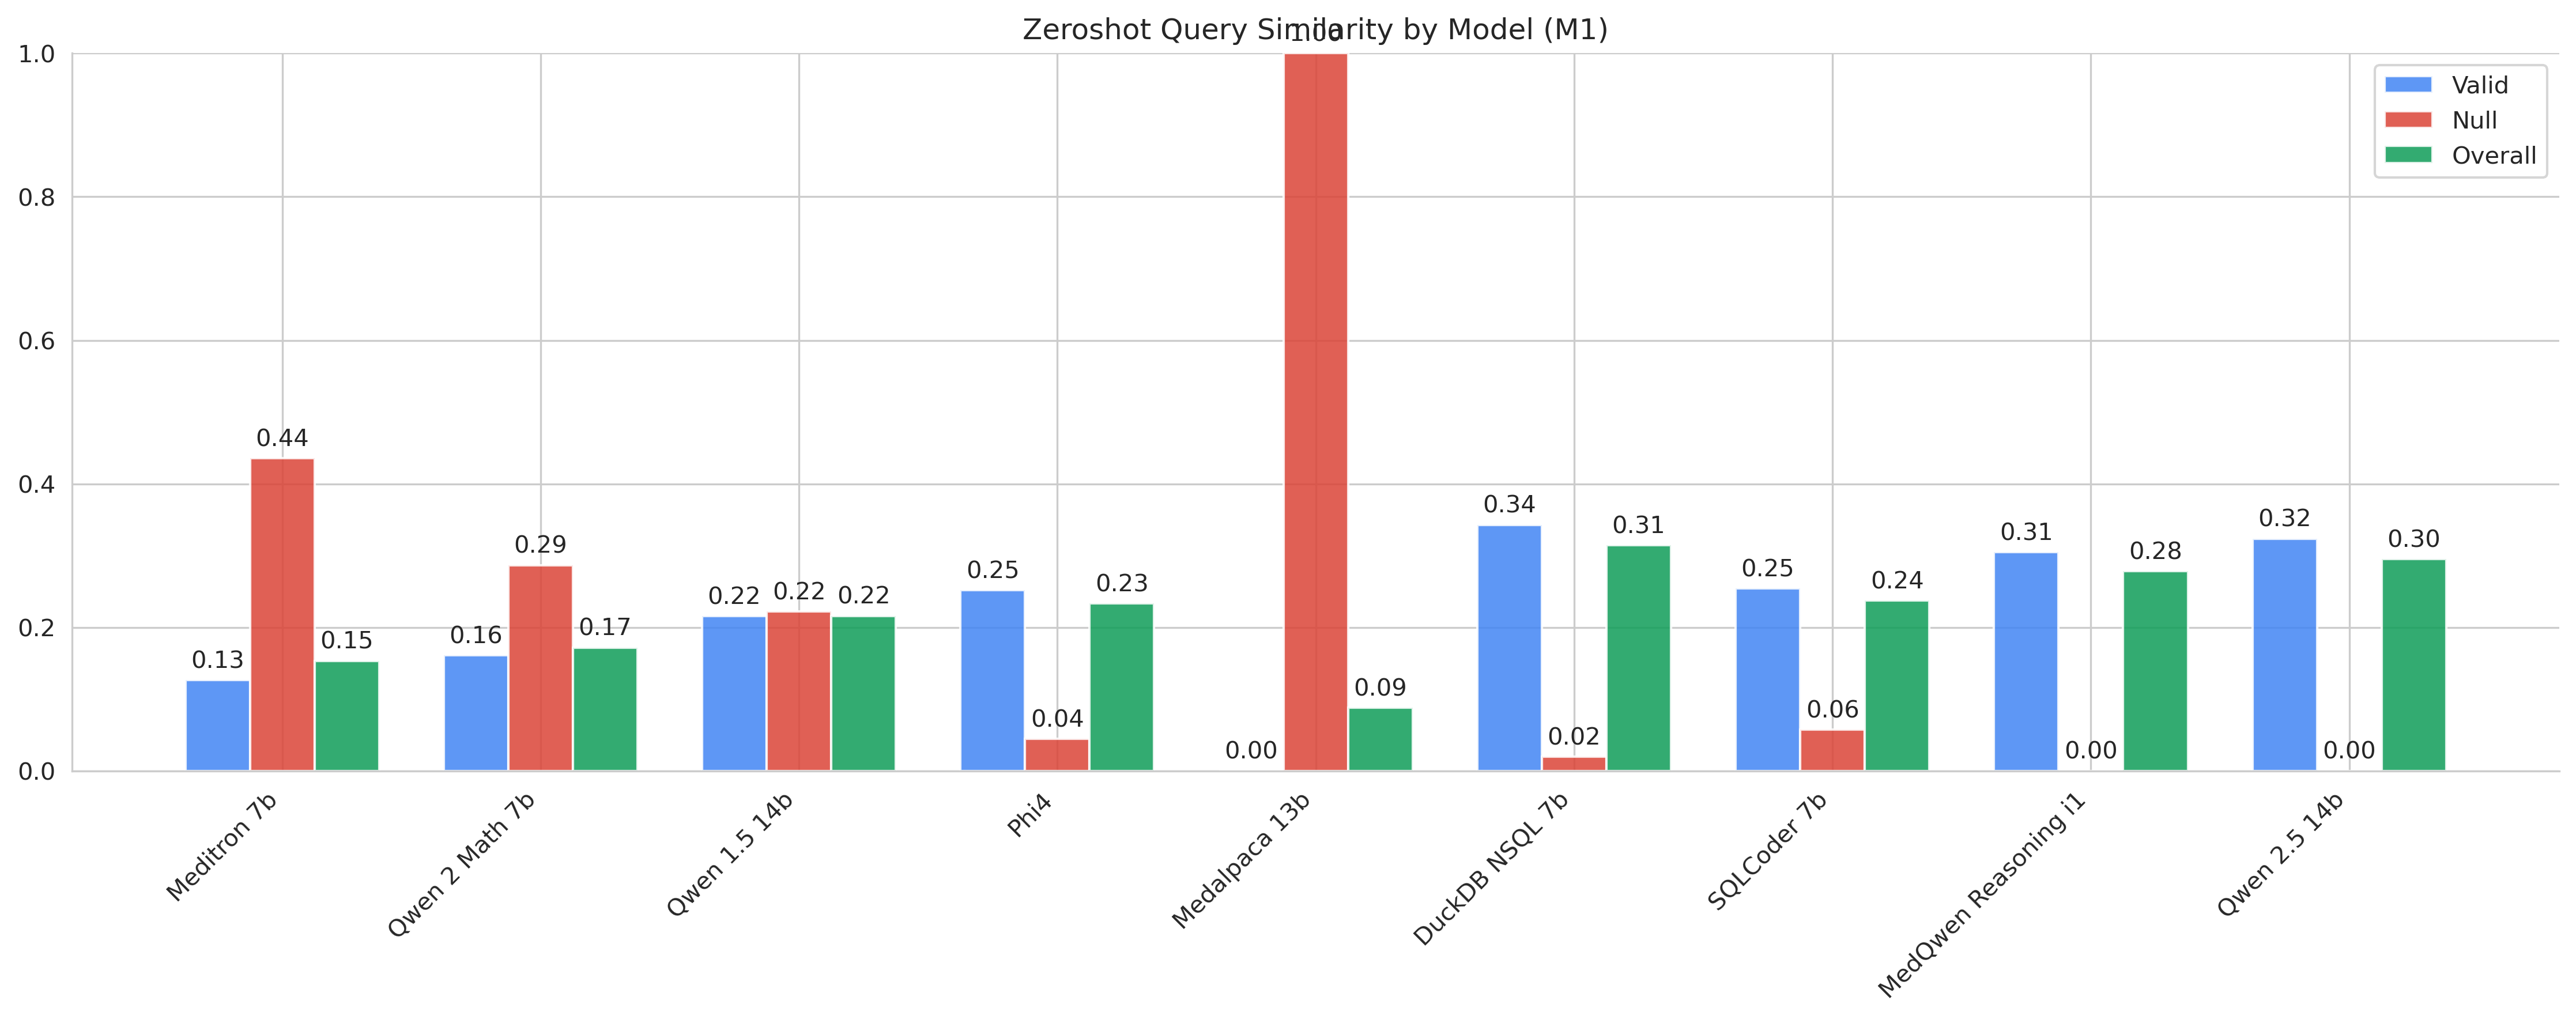 Zeroshot Query Similarity by Model (M1)
1.00
1.0
0.8
0.6
0.4
0.2
0.0
Valid
Null
Overall
0.13
0.44
0.15
0.16
0.29
0.17
0.22
0.22
0.22
0.25
0.04
0.23
0.00
0.09
0.34
0.02
0.31
0.25
0.06
0.24
0.31
0.00
0.28
0.32
0.00
0.30
Meditron 7b
Qwen 2 Math 7b
Qwen 1.5 14b
Phi4
Medalpaca 13b
DuckDB NSQL 7b
SQLCoder 7b
MedQwen Reasoning i1
Qwen 2.5 14b